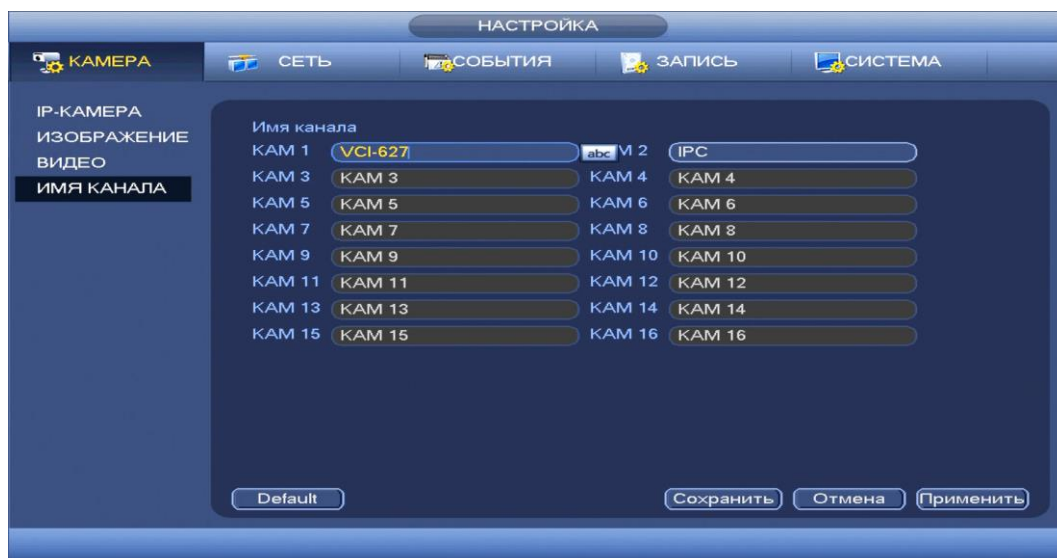 НАСТРОЙКА
КАМЕРА СЕТЬ СОБЫТИЯ ЗАПИСЬ СИСТЕМА
IP-КАМЕРА
ИЗОБРАЖЕНИЕ
ВИДЕО
ИМЯ КАНАЛА
Имя канала
КАМ 1 VCI-627 abc М 2 IPC
КАМ 3 КАМ 3 КАМ 4 КАМ 4
КАМ 5 КАМ 5 КАМ 6 КАМ 6
КАМ 7 КАМ 7 КАМ 8 КАМ 8
КАМ 9 КАМ 9 КАМ 10 КАМ 10
КАМ 11 КАМ 11 КАМ 12 КАМ 12
КАМ 13 КАМ 13 КАМ 14 КАМ 14
КАМ 15 КАМ 15 КАМ 16 КАМ 16
Default Сохранить Отмена Применить